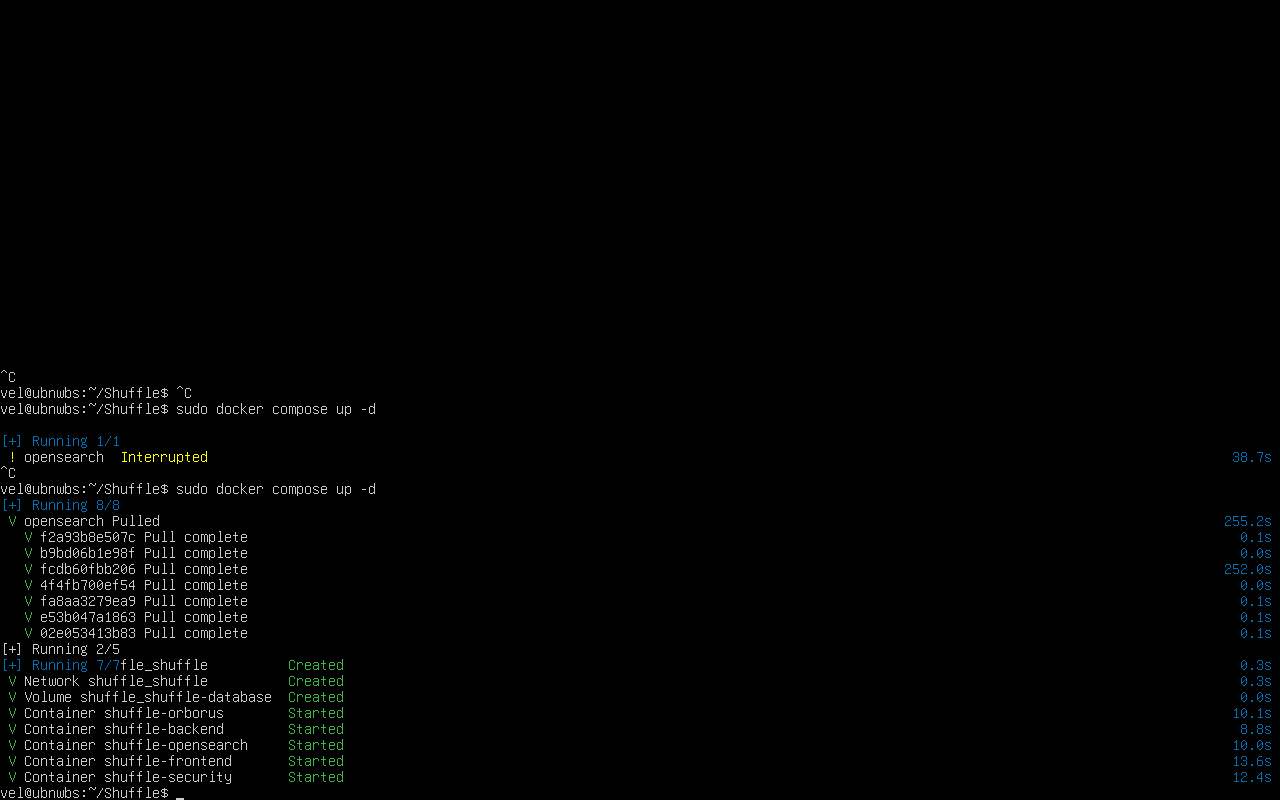 ^C
vel@ubnwbs:~/Shuffle$ ^C
vel@ubnwbs:~/Shuffle$ sudo docker compose up -d
[+] Running 1/1
! opensearch Interrupted 38.7s
^C
vel@ubnwbs:~/Shuffle$ sudo docker compose up -d
[+] Running 8/8
V opensearch Pulled 255.2s
V f2a93b8e507c Pull complete 0.1s
V b9bd06b1e98f Pull complete 0.0s
V fcdb60fbb206 Pull complete 252.0s
V 4f4fb700ef54 Pull complete 0.0s
V fa8aa3279ea9 Pull complete 0.1s
V e53b047a1863 Pull complete 0.1s
V 02e053413b83 Pull complete 0.1s
[+] Running 2/5
[+] Running 7/7fle_shuffle Created 0.3s
V Network shuffle_shuffle Created 0.3s
V Volume shuffle_shuffle-database Created 0.0s
V Container shuffle-orborus Started 10.1s
V Container shuffle-backend Started 8.8s
V Container shuffle-opensearch Started 10.0s
V Container shuffle-frontend Started 13.6s
V Container shuffle-security Started 12.4s
vel@ubnwbs:~/Shuffle$ _